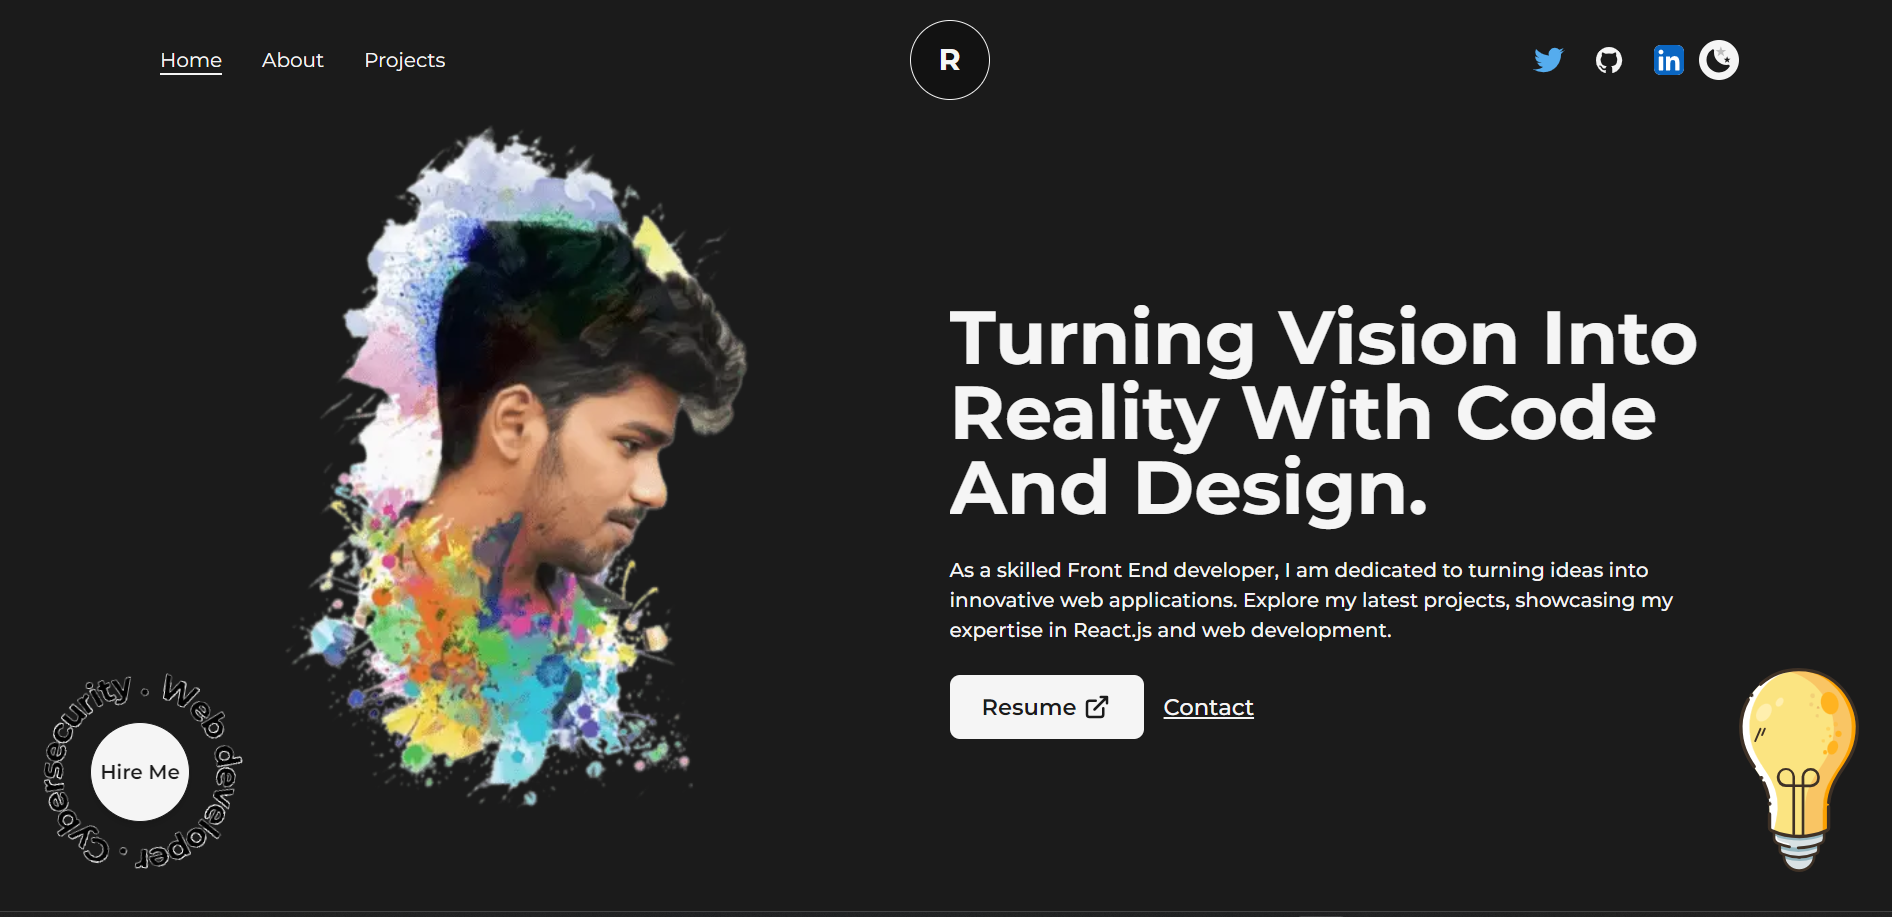 Home About Projects
R
in
Turning Vision Into
Reality With Code
And Design.
As a skilled Front End developer, I am dedicated to turning ideas into
innovative web applications. Explore my latest projects, showcasing my
expertise in React.js and web development.
Resume Contact
Web developer · Cybersecurity ·
Hire Me